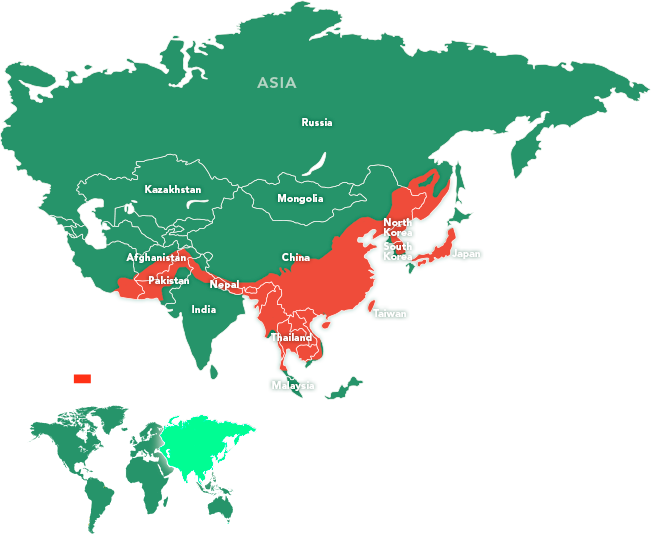 ASIA
Russia
Kazakhstan
Mongolia
North
Korea
South
Korea
Japan
Afghanistan
China
Pakistan
Nepal
India
Taiwan
Thailand
Malaysia